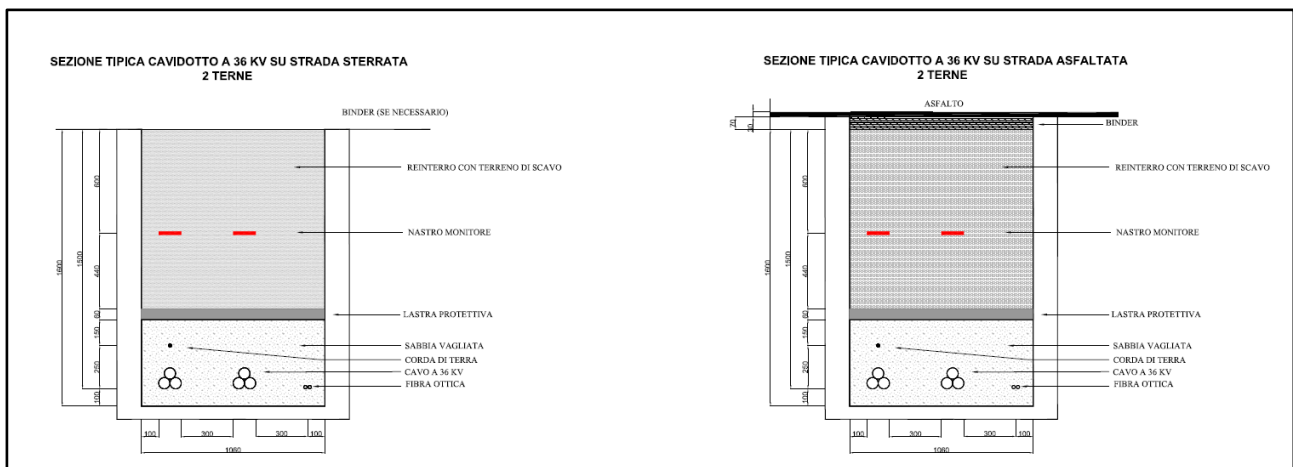 SEZIONE TIPICA CAVIDOTTO A 36 KV SU STRADA STERRATA
2 TERNE
BINDER (SE NECESSARIO)
REINTERRO CON TERRENO DI SCAVO
NASTRO MONITORE
LASTRA PROTETTIVA
SABBIA VAGLIATA
CORDA DI TERRA
CAVO A 36 KV
FIBRA OTTICA
1600
1500
600
440
60
150
250
100
100
300
300
100
1060
SEZIONE TIPICA CAVIDOTTO A 36 KV SU STRADA ASFALTATA
2 TERNE
ASFALTO
BINDER
REINTERRO CON TERRENO DI SCAVO
NASTRO MONITORE
LASTRA PROTETTIVA
SABBIA VAGLIATA
CORDA DI TERRA
CAVO A 36 KV
FIBRA OTTICA
70
30
1600
1500
600
440
60
150
250
100
100
300
300
100
1060